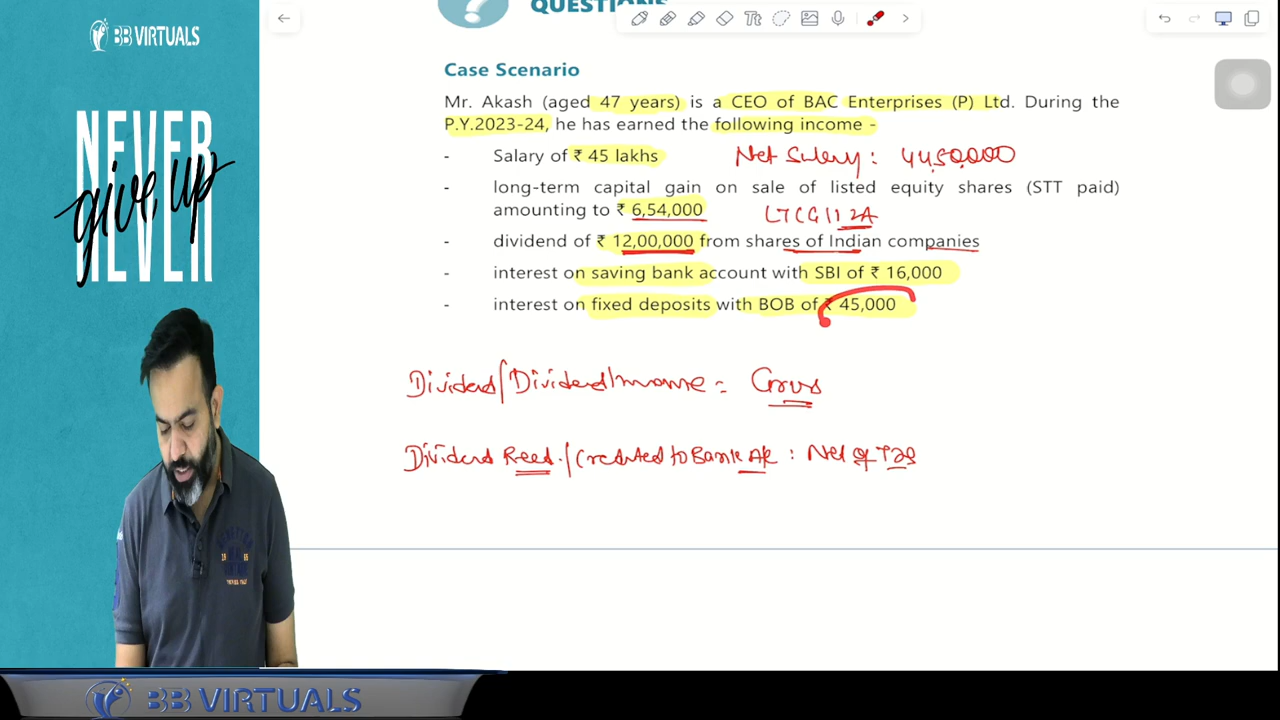 BB VIRTUALS
NEVER
give up
NEVER
QUESTIONS
Case Scenario
Mr. Akash (aged 47 years) is a CEO of BAC Enterprises (P) Ltd. During the
P.Y.2023-24, he has earned the following income -
- Salary of ₹ 45 lakhs Net Salary : 44,50,000
- long-term capital gain on sale of listed equity shares (STT paid)
amounting to ₹ 6,54,000 LTCG 112A
- dividend of ₹ 12,00,000 from shares of Indian companies
- interest on saving bank account with SBI of ₹ 16,000
- interest on fixed deposits with BOB of ₹ 45,000
Dividend/Dividend Income = Gross
Dividend Recd./Credited to Bank A/c : Net of TDS
BB VIRTUALS